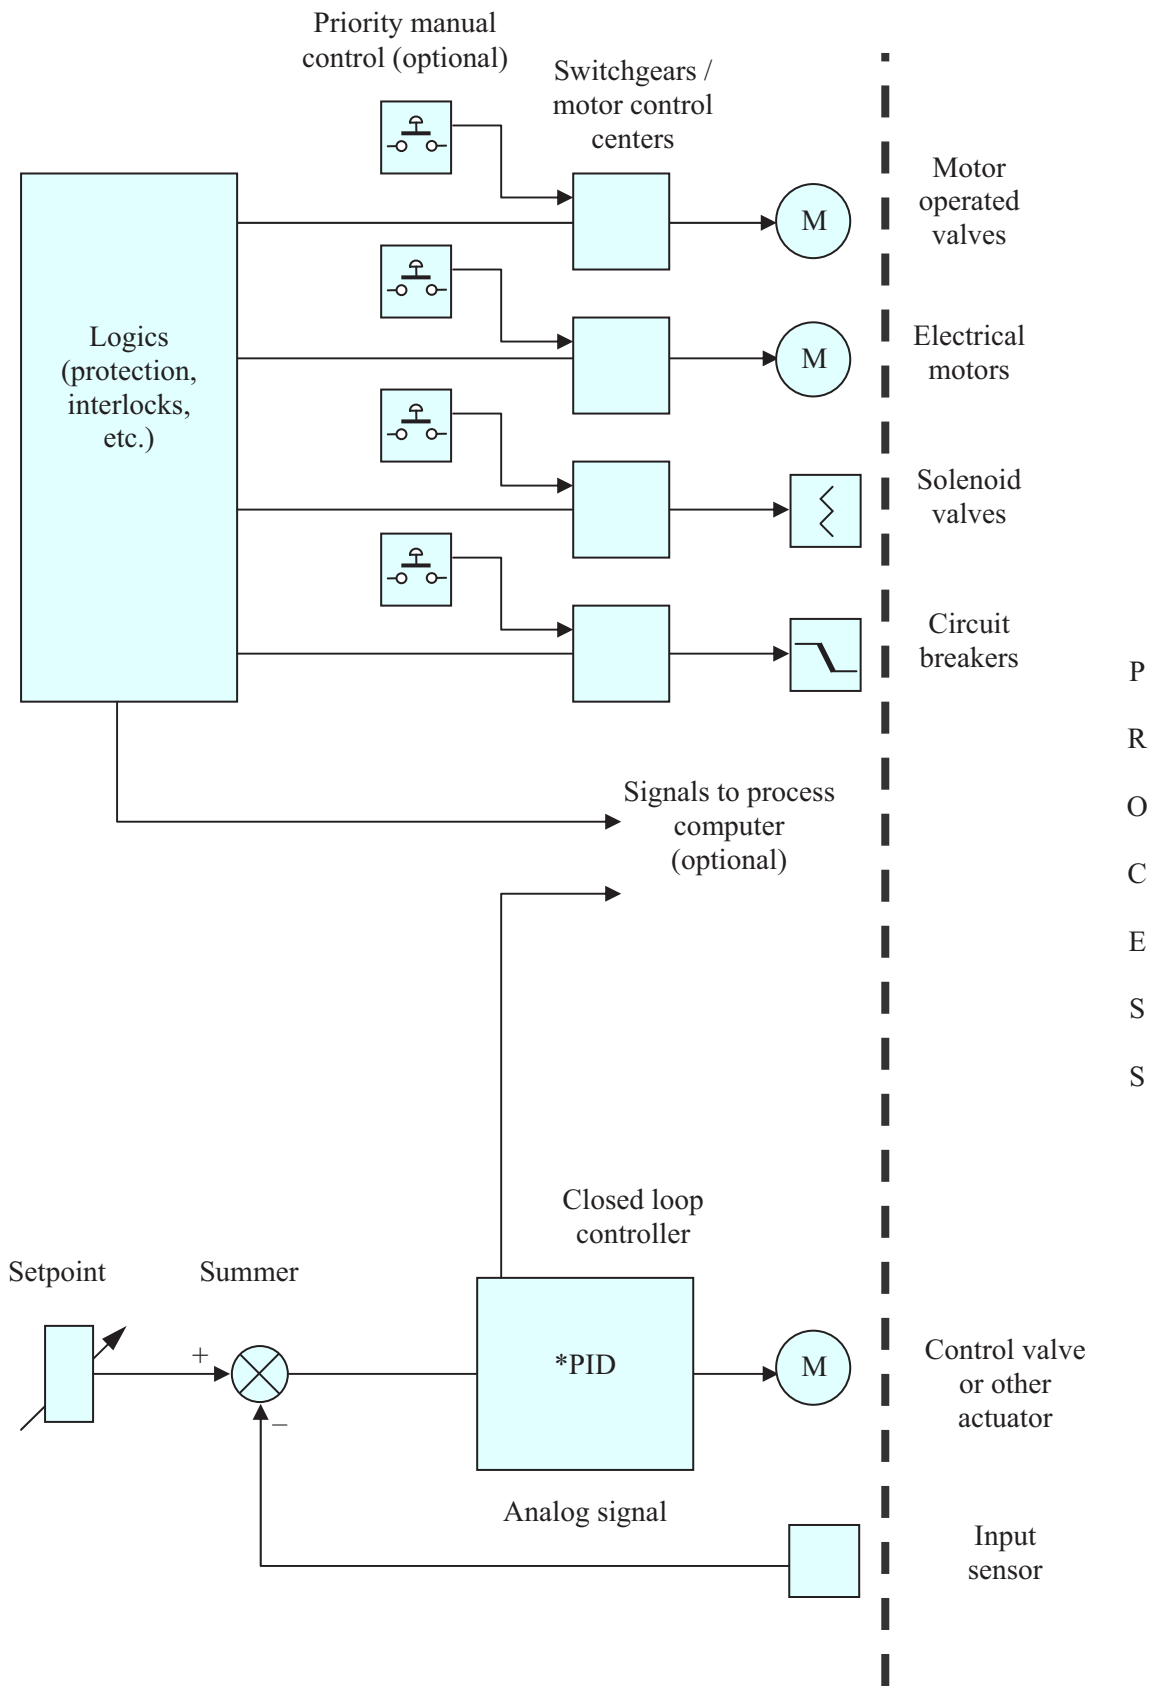 Priority manual
control (optional)
Switchgears /
motor control
centers
Logics
(protection,
interlocks,
etc.)
M
Motor
operated
valves
M
Electrical
motors
Solenoid
valves
Circuit
breakers
P
R
O
C
E
S
S
Signals to process
computer
(optional)
Closed loop
controller
Setpoint
Summer
+
–
*PID
M
Control valve
or other
actuator
Analog signal
Input
sensor